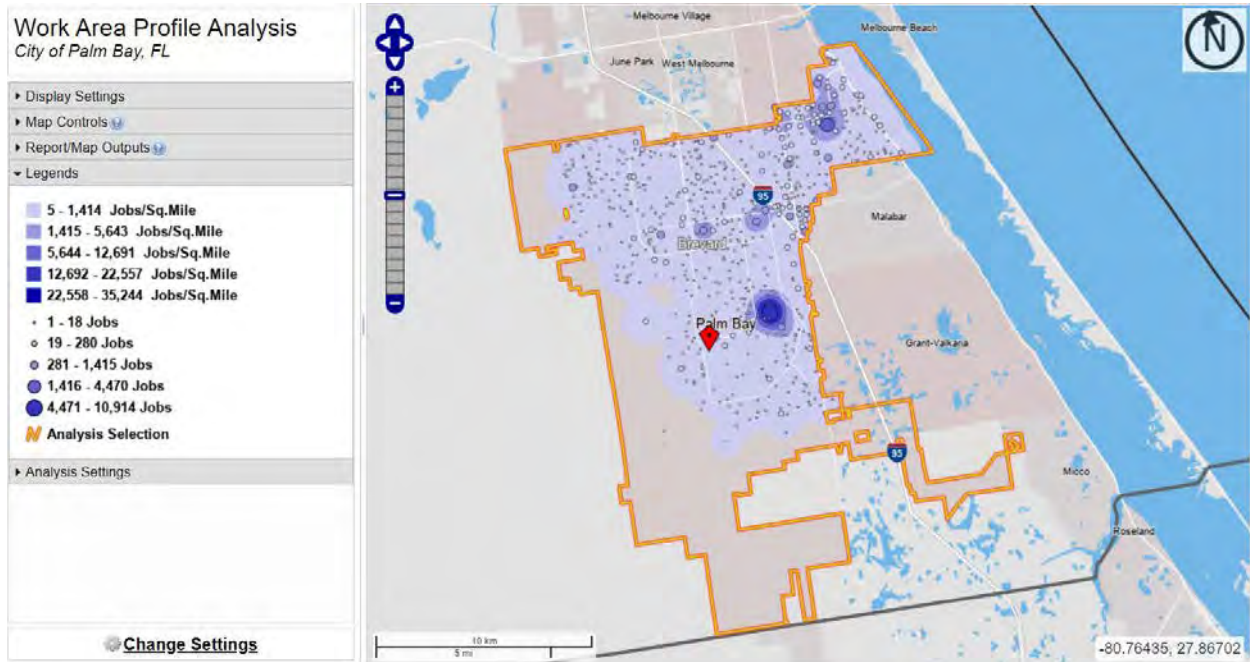 Work Area Profile Analysis
City of Palm Bay, FL
Display Settings
Map Controls
Report/Map Outputs
Legends
5 - 1,414 Jobs/Sq.Mile
1,415 - 5,643 Jobs/Sq.Mile
5,644 - 12,691 Jobs/Sq.Mile
12,692 - 22,557 Jobs/Sq.Mile
22,558 - 35,244 Jobs/Sq.Mile
1 - 18 Jobs
19 - 280 Jobs
281 - 1,415 Jobs
1,416 - 4,470 Jobs
4,471 - 10,914 Jobs
Analysis Selection
Analysis Settings
Change Settings
Melbourne Village
Melbourne Beach
June Park
West Melbourne
N
95
Malabar
Brevard
Palm Bay
Grant-Valkaria
95
Micco
Roseland
10 km
5 mi
-80.76435, 27.86702